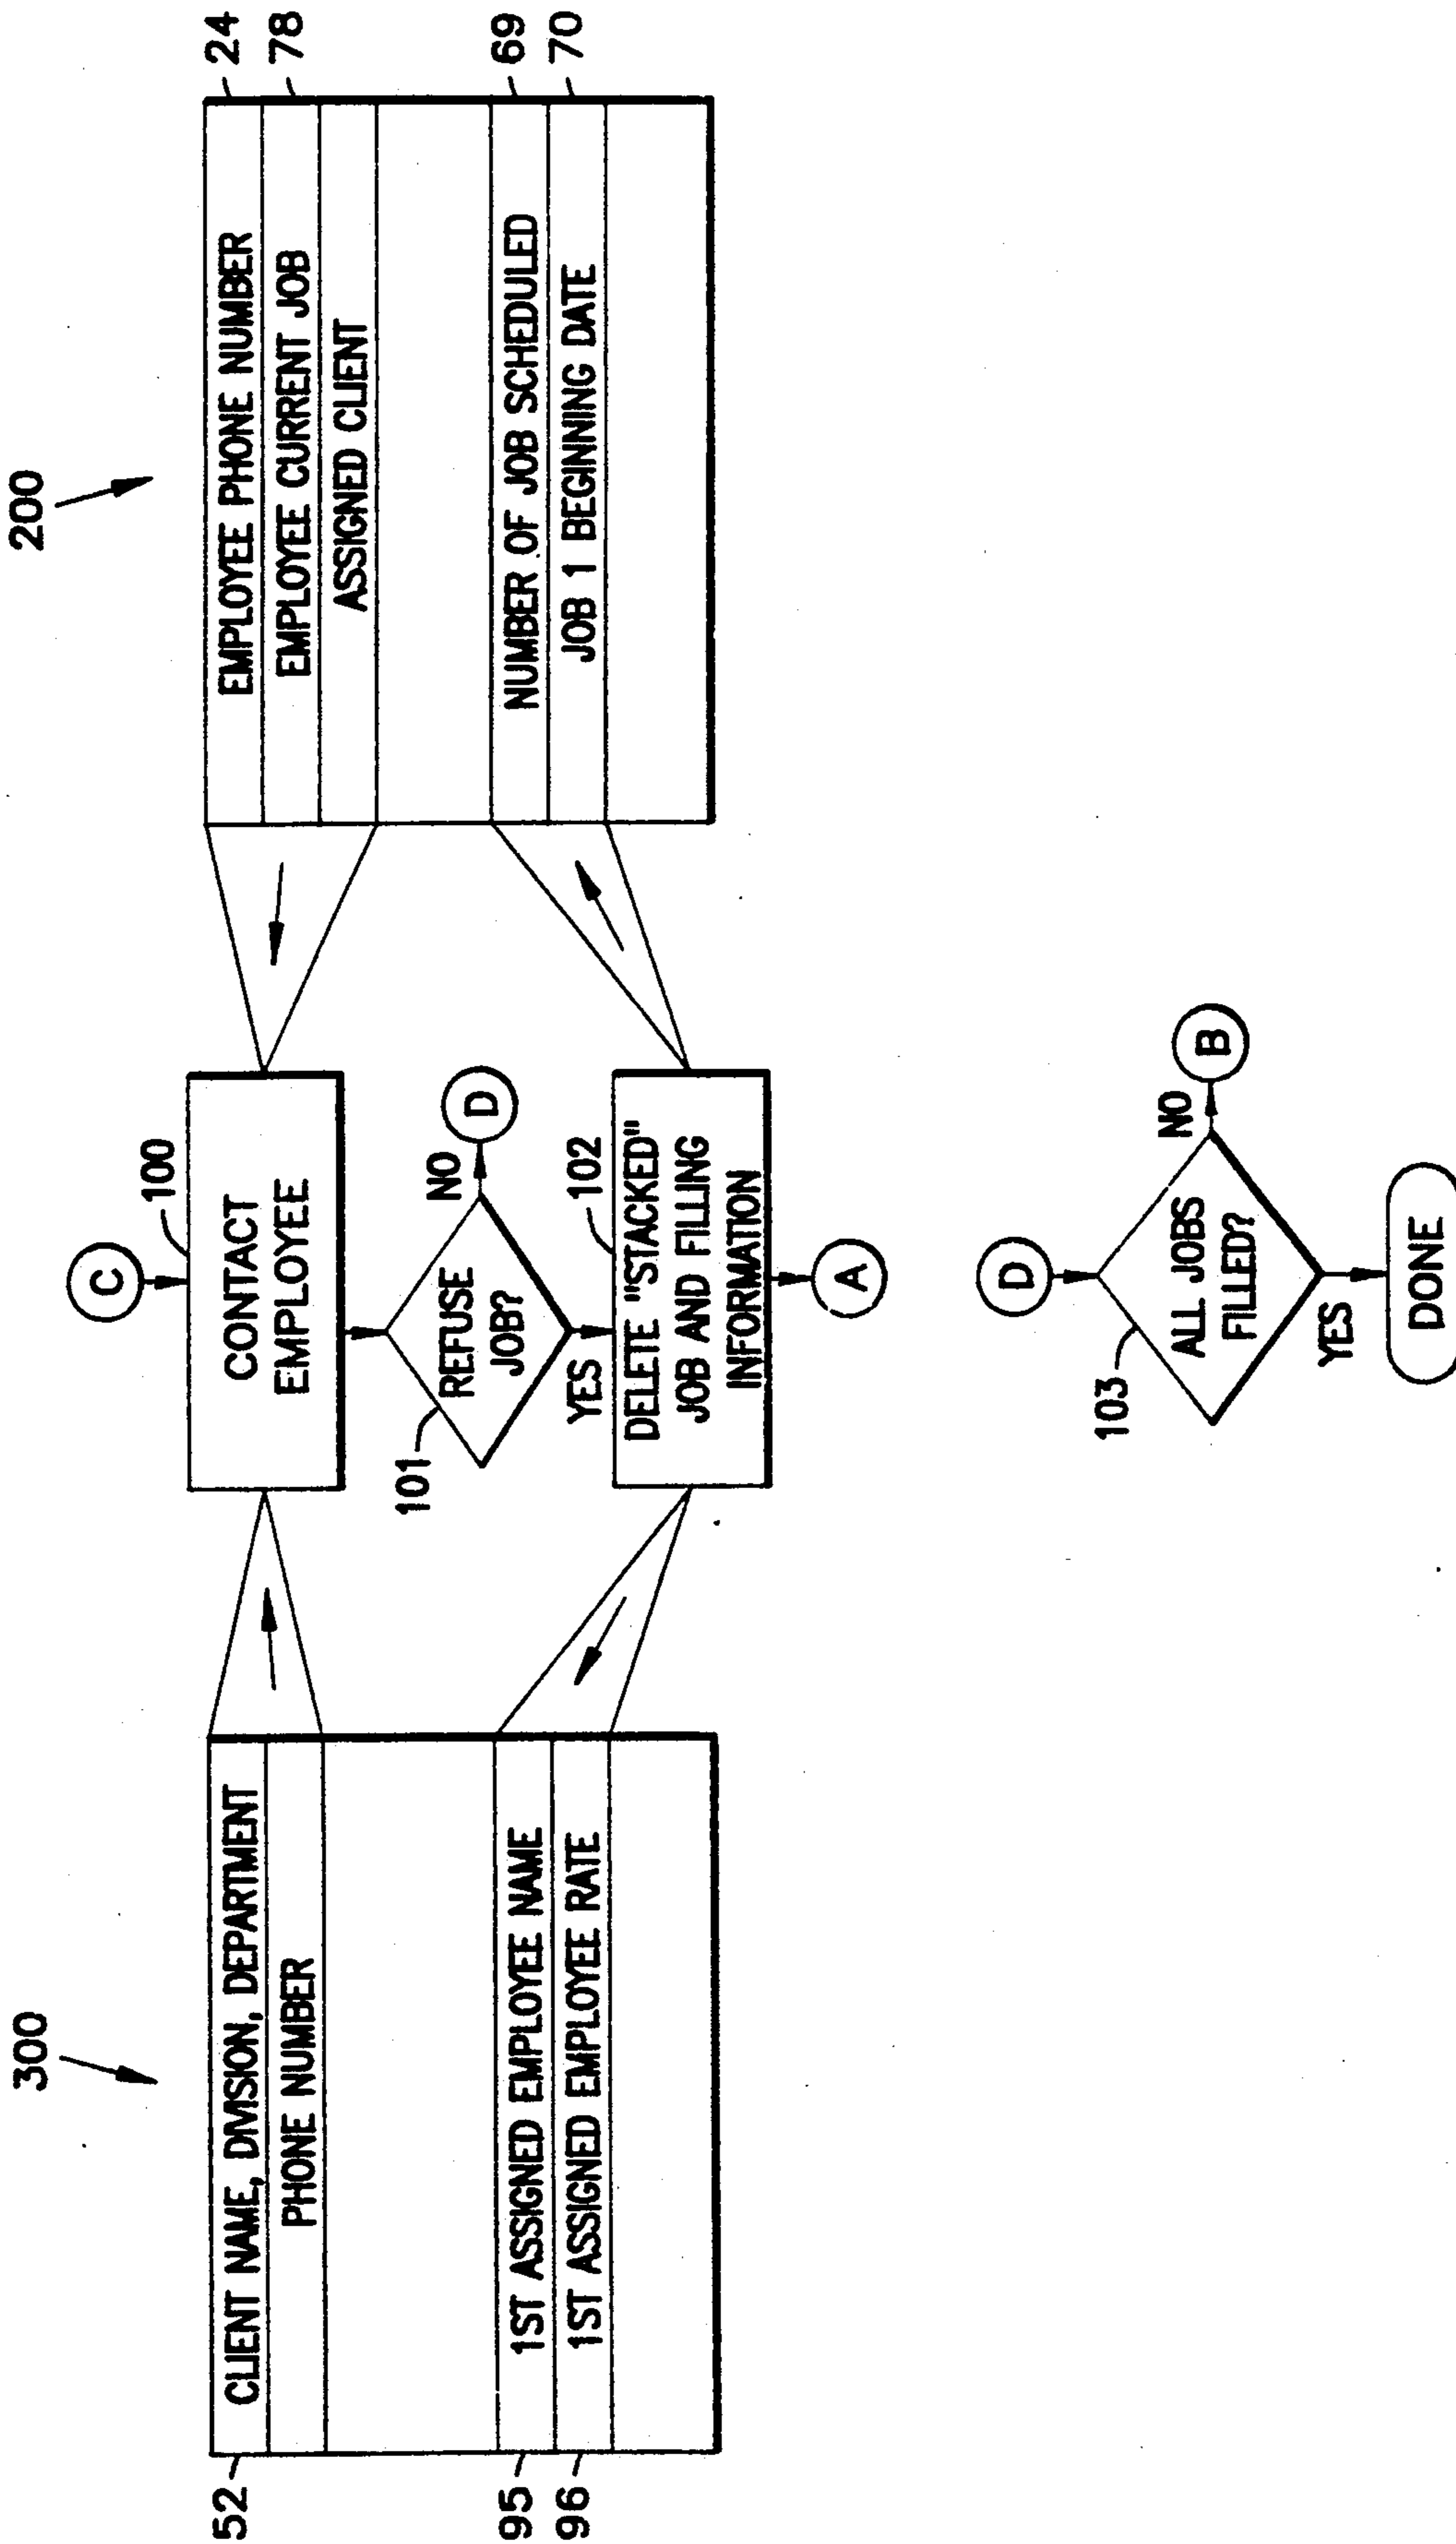 300
200
52
CLIENT NAME, DIVISION, DEPARTMENT
PHONE NUMBER
95
1ST ASSIGNED EMPLOYEE NAME
96
1ST ASSIGNED EMPLOYEE RATE
C
100
CONTACT
EMPLOYEE
101
REFUSE
JOB?
NO
D
YES
102
DELETE "STACKED"
JOB AND FILLING
INFORMATION
A
EMPLOYEE PHONE NUMBER
24
EMPLOYEE CURRENT JOB
78
ASSIGNED CLIENT
NUMBER OF JOB SCHEDULED
69
JOB 1 BEGINNING DATE
70
D
103
ALL JOBS
FILLED?
NO
B
YES
DONE